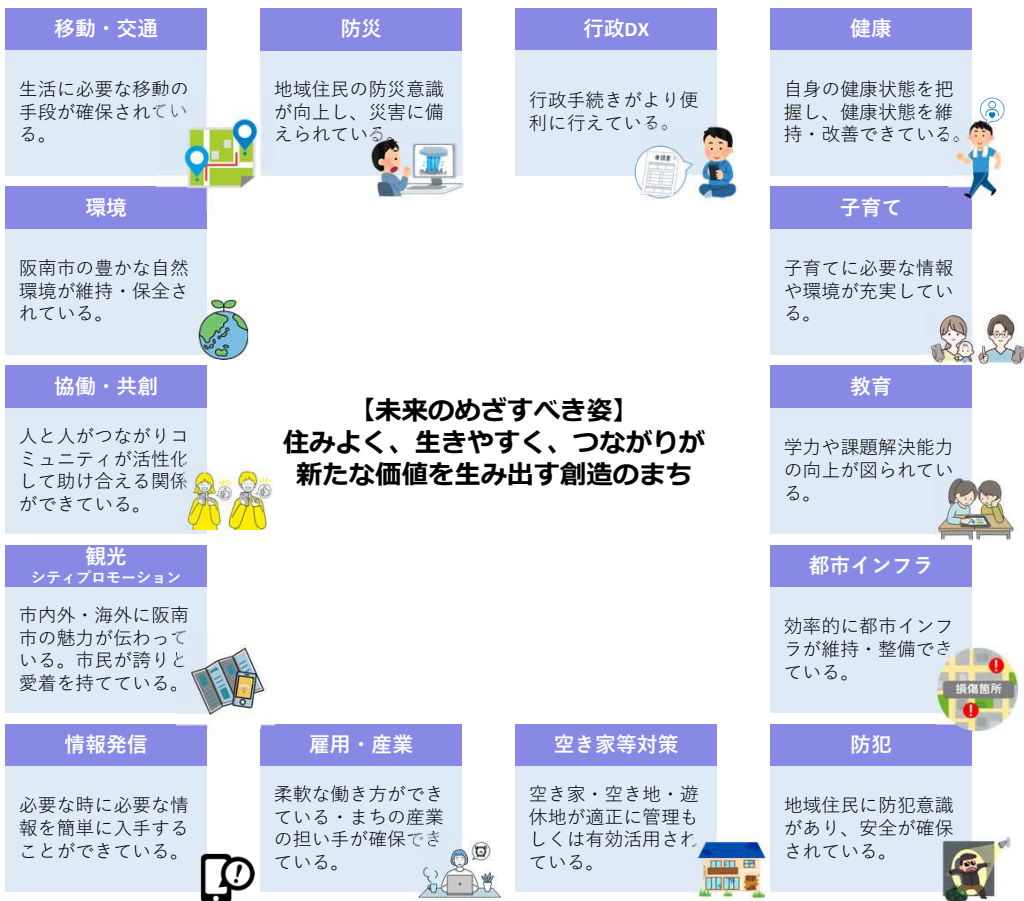 移動・交通
生活に必要な移動の
手段が確保されてい
る。
防災
地域住民の防災意識
が向上し、災害に備
えられている。
行政DX
行政手続きがより便
利に行えている。
申請書
健康
自身の健康状態を把
握し、健康状態を維
持・改善できている。
環境
阪南市の豊かな自然
環境が維持・保全さ
れている。
子育て
子育てに必要な情報
や環境が充実してい
る。
協働・共創
人と人がつながりコ
ミュニティが活性化
して助け合える関係
ができている。
【未来のめざすべき姿】
住みよく、生きやすく、つながりが
新たな価値を生み出す創造のまち
教育
学力や課題解決能力
の向上が図られてい
る。
観光
シティプロモーション
市内外・海外に阪南
市の魅力が伝わって
いる。市民が誇りと
愛着を持てている。
都市インフラ
効率的に都市インフ
ラが維持・整備でき
ている。
損傷箇所
情報発信
必要な時に必要な情
報を簡単に入手する
ことができている。
雇用・産業
柔軟な働き方ができ
ている・まちの産業
の担い手が確保でき
ている。
空き家等対策
空き家・空き地・遊
休地が適正に管理も
しくは有効活用され
ている。
防犯
地域住民に防犯意識
があり、安全が確保
されている。